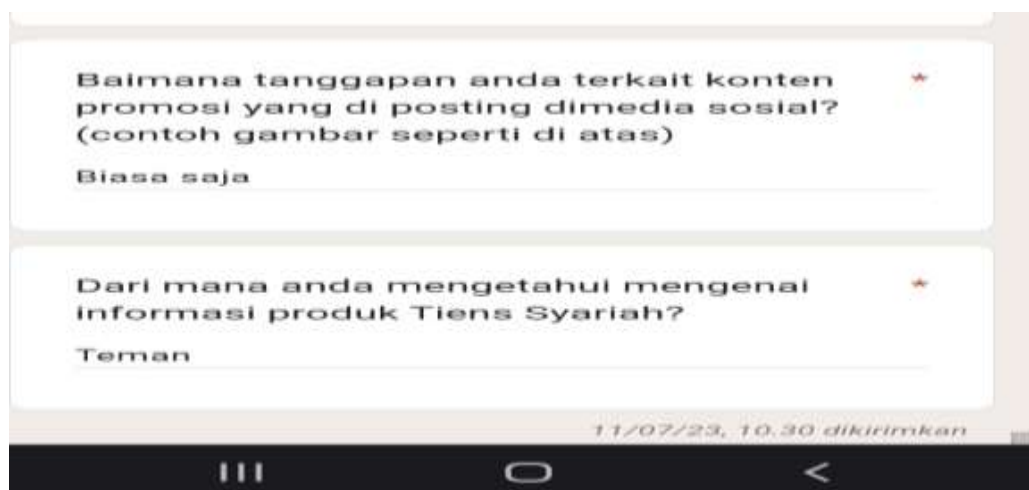 Baimana tanggapan anda terkait konten *
promosi yang di posting dimedia sosial?
(contoh gambar seperti di atas)
Biasa saja
Dari mana anda mengetahui mengenai *
informasi produk Tiens Syariah?
Teman
11/07/23, 10.30 dikirimkan